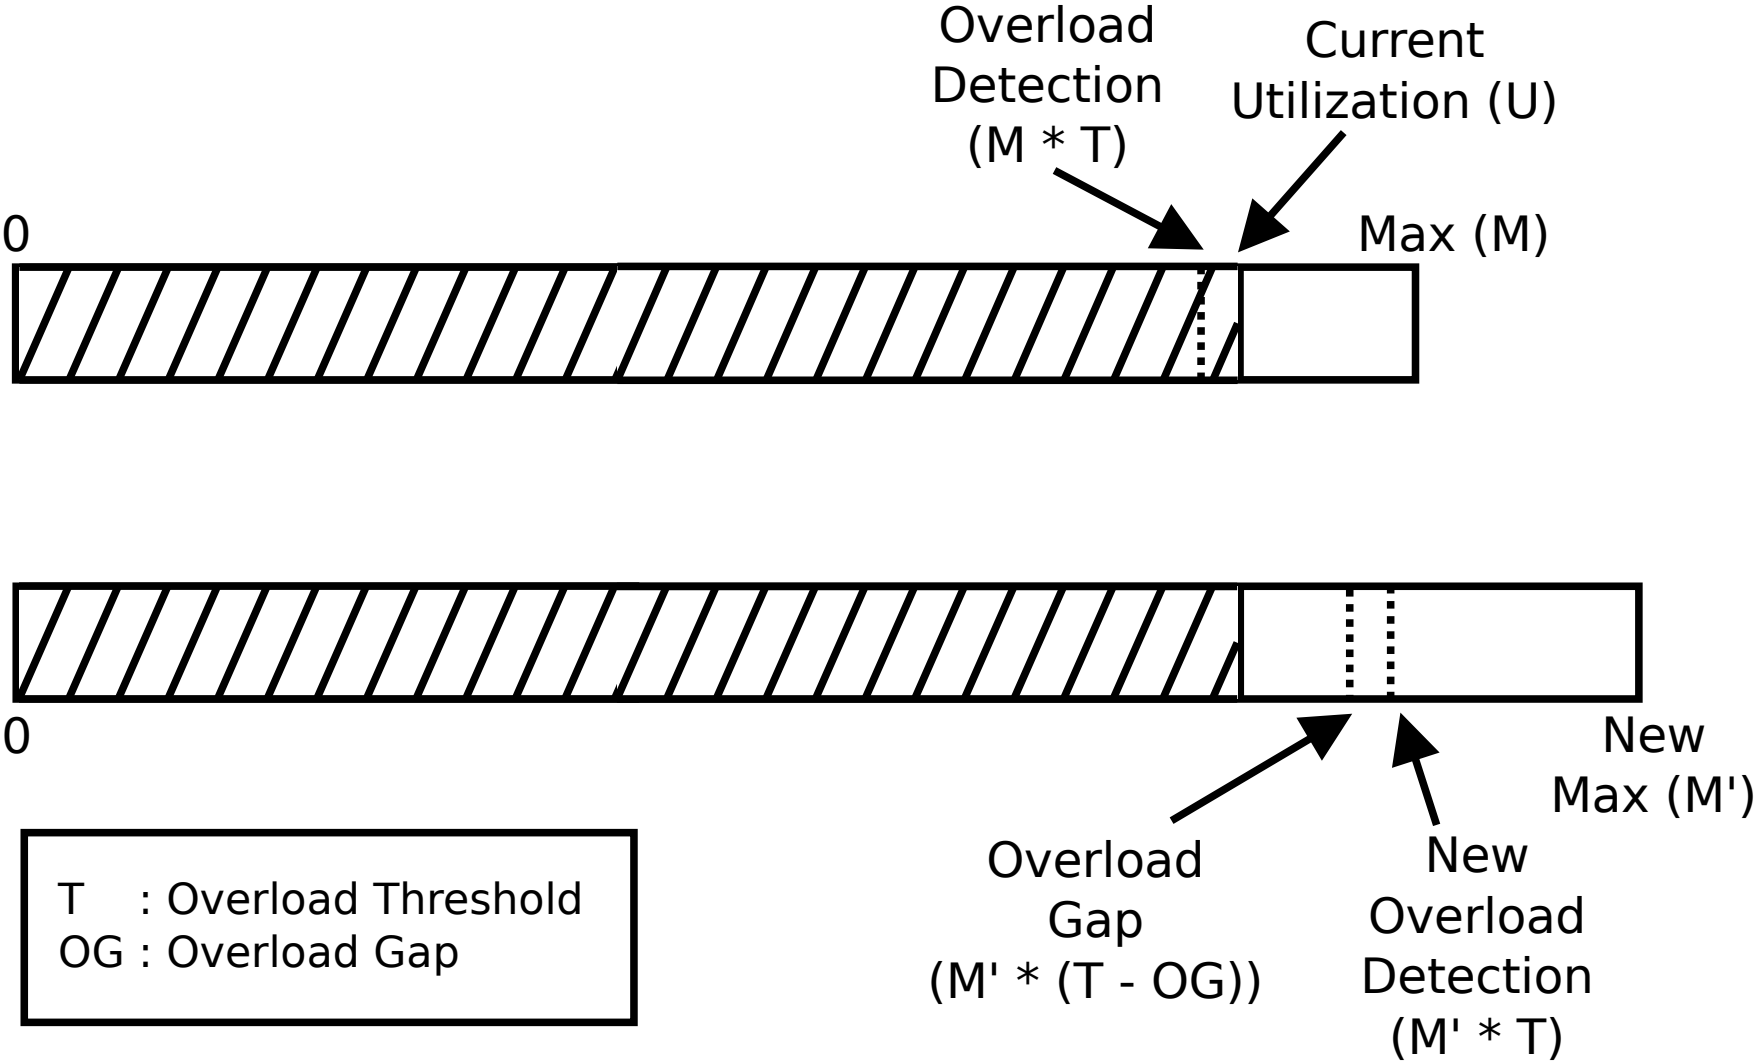 Overload
Detection
(M * T)
Current
Utilization (U)
0
Max (M)
0
New
Max (M')
Overload
Gap
(M' * (T - OG))
New
Overload
Detection
(M' * T)
T : Overload Threshold
OG : Overload Gap